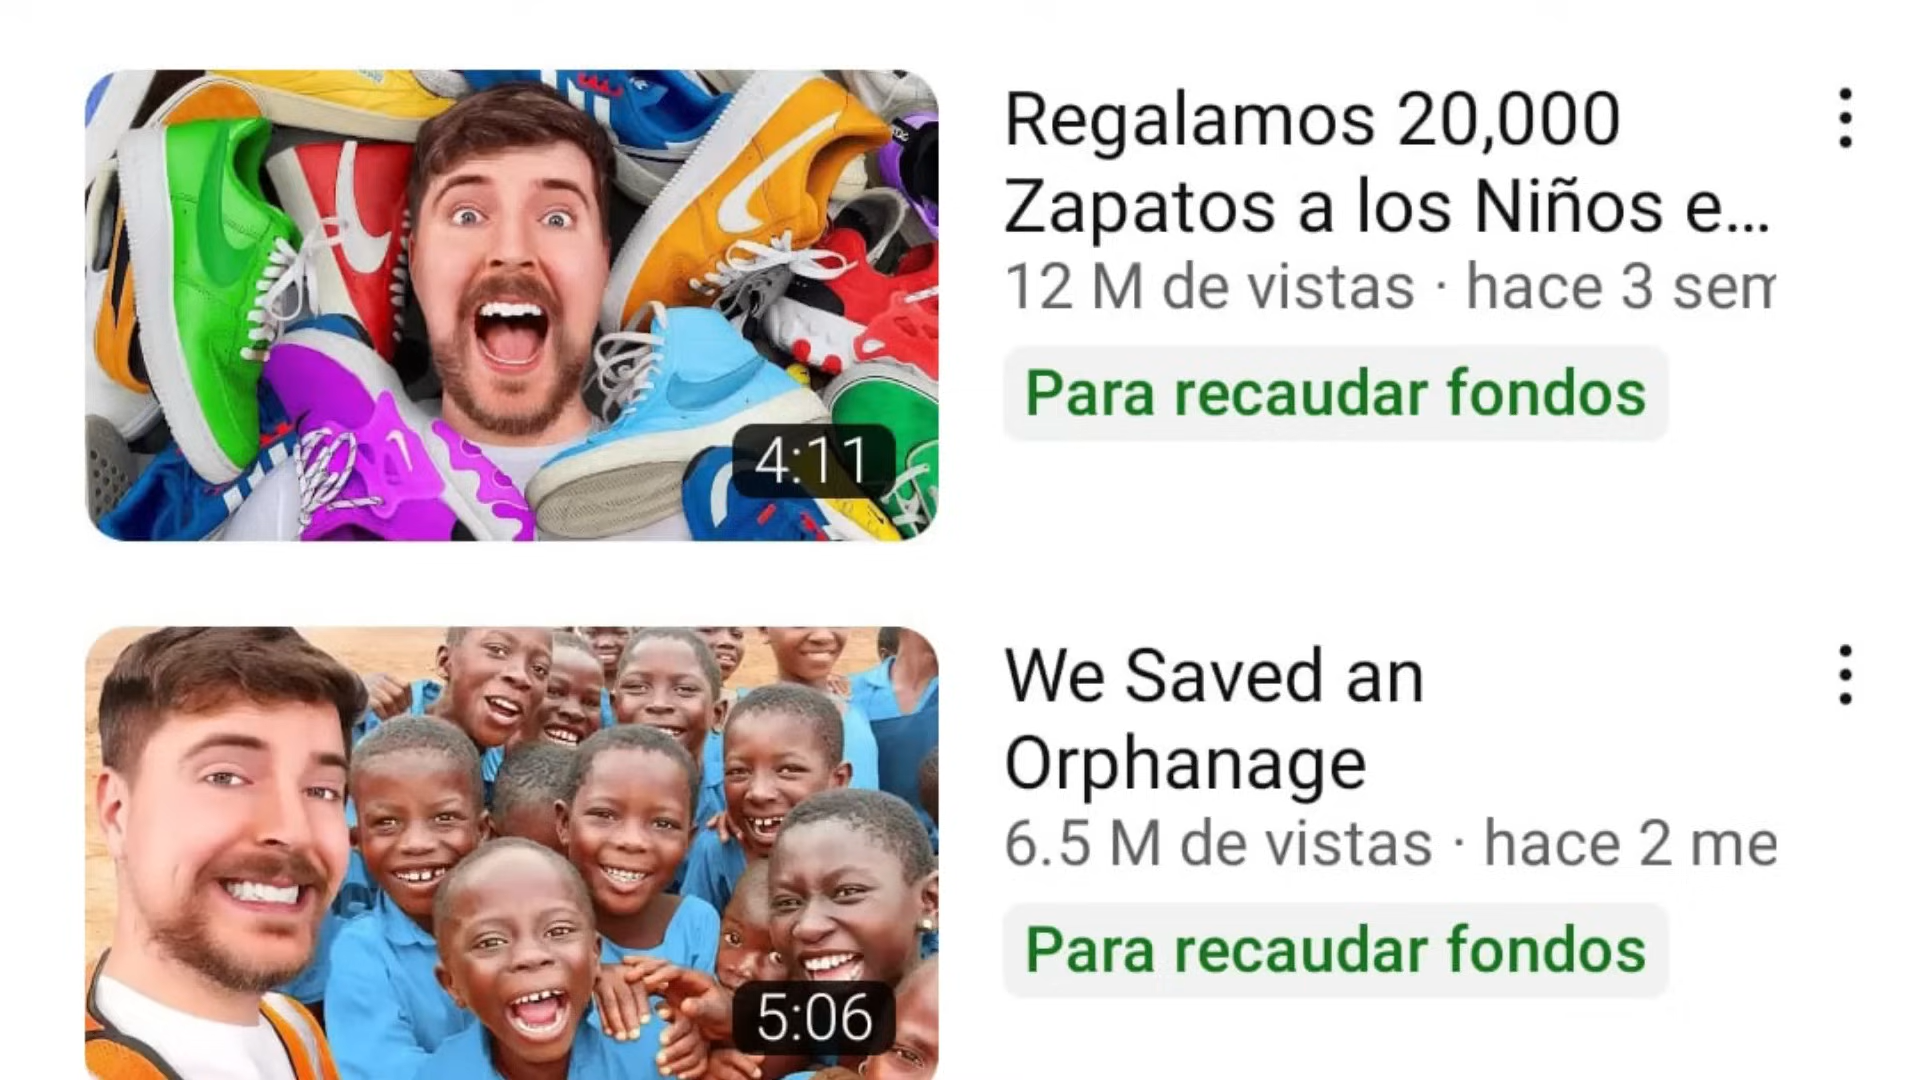 Regalamos 20,000
Zapatos a los Niños e...
12 M de vistas · hace 3 sem
Para recaudar fondos
4:11
We Saved an
Orphanage
6.5 M de vistas · hace 2 me
Para recaudar fondos
5:06